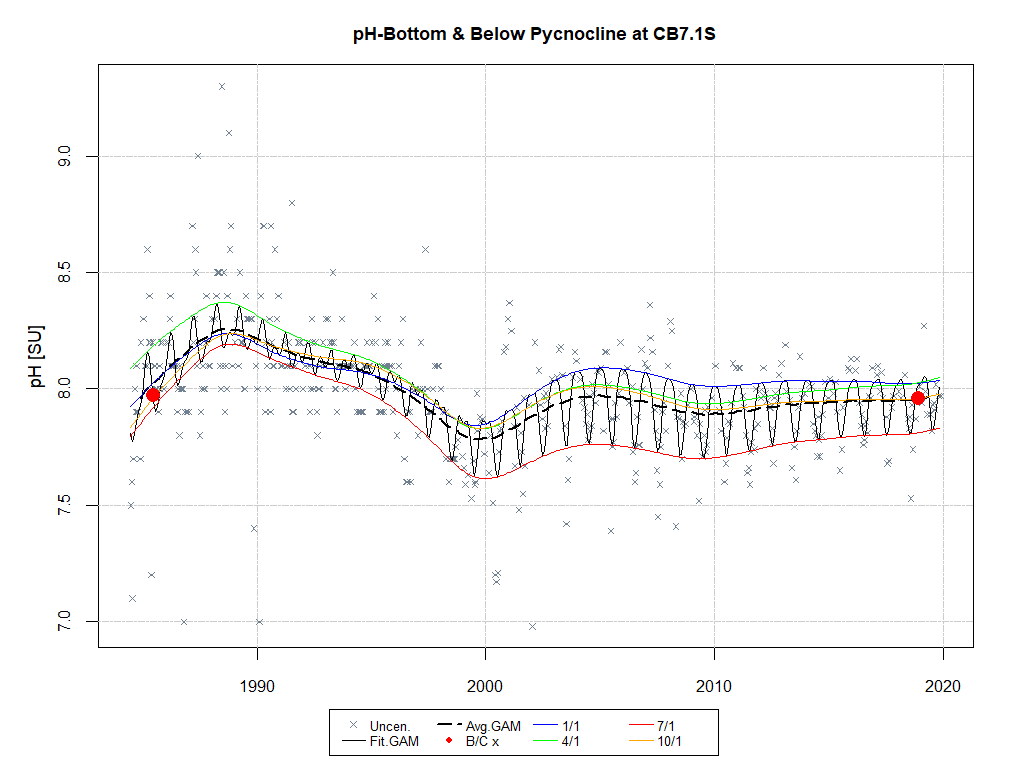 pH-Bottom & Below Pycnocline at CB7.1S
pH [SU]
9.0
8.5
8.0
7.5
7.0
1990 2000 2010 2020
Uncen. Avg.GAM 1/1 7/1
Fit.GAM B/C x 4/1 10/1